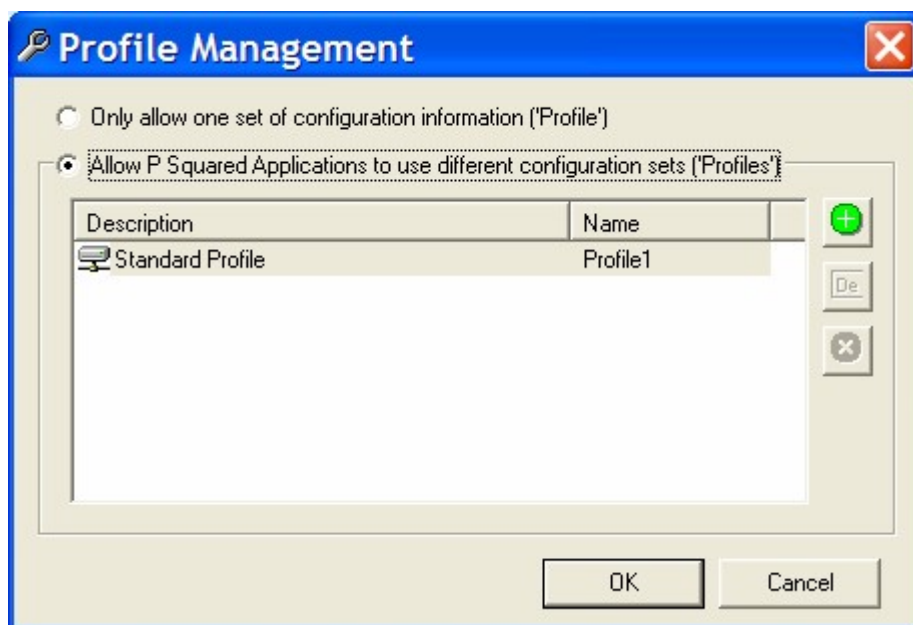 Profile Management
Only allow one set of configuration information ('Profile')
Allow P Squared Applications to use different configuration sets ('Profiles')
Description Name
Standard Profile Profile1
De
OK Cancel